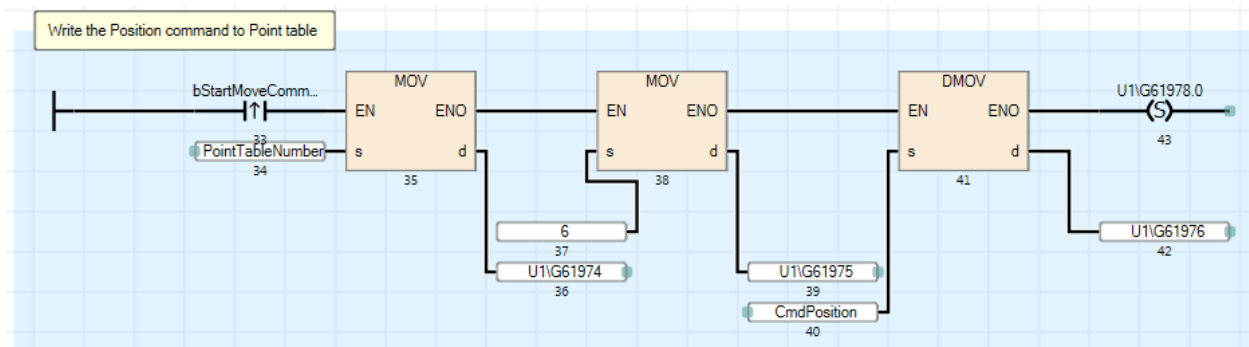 Write the Position command to Point table
MOV
MOV
DMOV
bStartMoveComm...
U1\G61978.0
EN
ENO
EN
ENO
EN
ENO
S
33
43
PointTableNumber
s
d
s
d
s
d
34
35
38
41
6
U1\G61976
37
42
U1\G61974
U1\G61975
36
39
CmdPosition
40